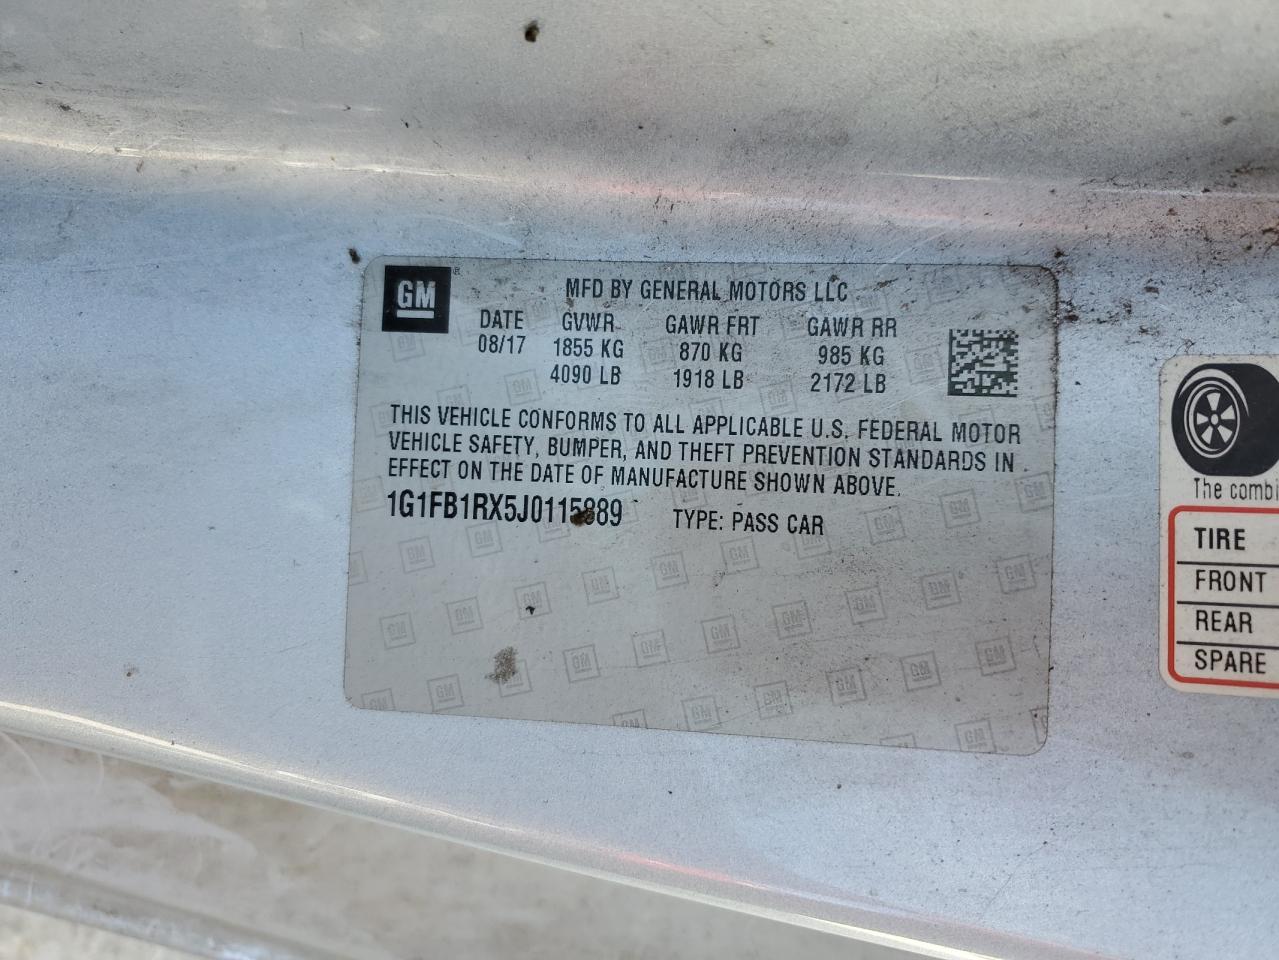 GM ®
MFD BY GENERAL MOTORS LLC
DATE GVWR GAWR FRT GAWR RR
08/17 1855 KG 870 KG 985 KG
4090 LB 1918 LB 2172 LB
THIS VEHICLE CONFORMS TO ALL APPLICABLE U.S. FEDERAL MOTOR
VEHICLE SAFETY, BUMPER, AND THEFT PREVENTION STANDARDS IN
EFFECT ON THE DATE OF MANUFACTURE SHOWN ABOVE.
1G1FB1RX5J0115889 TYPE: PASS CAR
The combi
TIRE
FRONT
REAR
SPARE